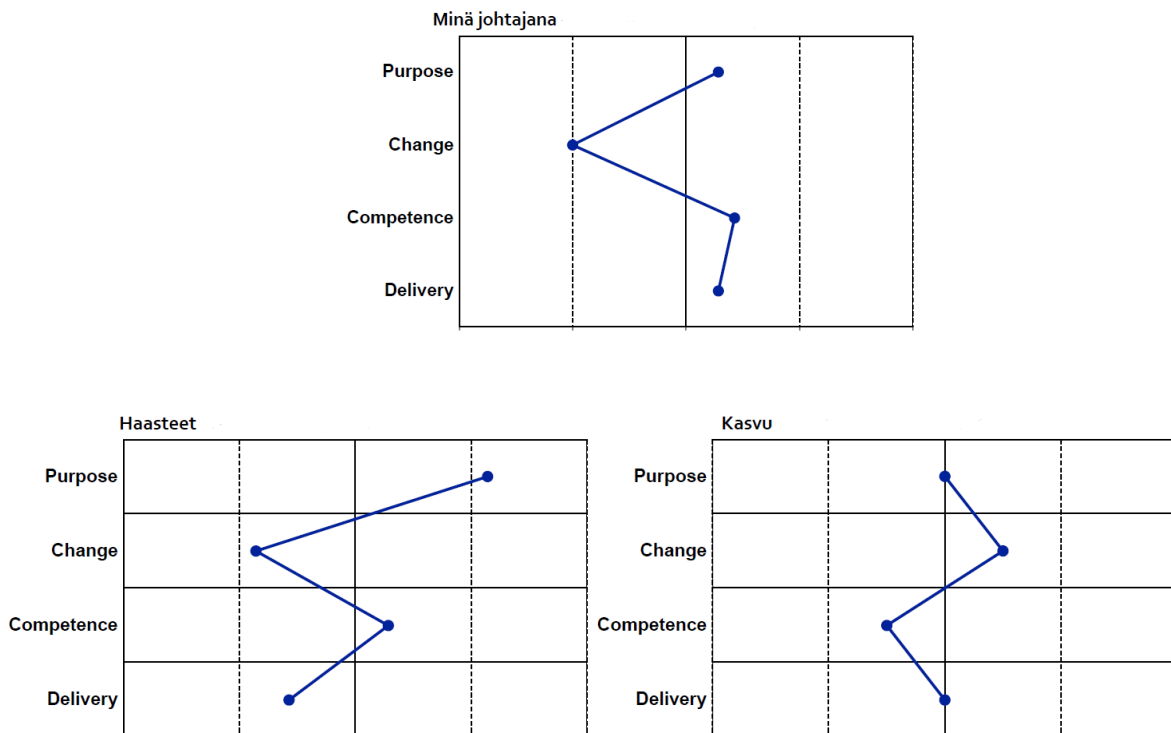 Minä johtajana
Purpose
Change
Competence
Delivery
Haasteet
Purpose
Change
Competence
Delivery
Kasvu
Purpose
Change
Competence
Delivery